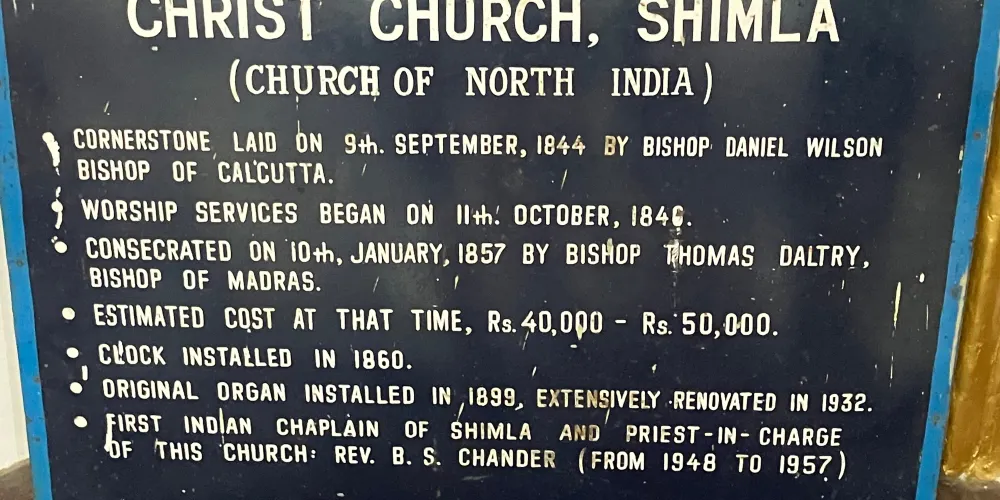 CHRIST CHURCH, SHIMLA
(CHURCH OF NORTH INDIA)
• CORNERSTONE LAID ON 9th. SEPTEMBER, 1844 BY BISHOP DANIEL WILSON
BISHOP OF CALCUTTA.
• WORSHIP SERVICES BEGAN ON 11th. OCTOBER, 1846.
• CONSECRATED ON 10th, JANUARY, 1857 BY BISHOP THOMAS DALTRY,
BISHOP OF MADRAS.
• ESTIMATED COST AT THAT TIME, Rs. 40,000 - Rs. 50,000.
• CLOCK INSTALLED IN 1860.
• ORIGINAL ORGAN INSTALLED IN 1899, EXTENSIVELY RENOVATED IN 1932.
• FIRST INDIAN CHAPLAIN OF SHIMLA AND PRIEST-IN-CHARGE
OF THIS CHURCH: REV. B. S. CHANDER (FROM 1948 TO 1957)